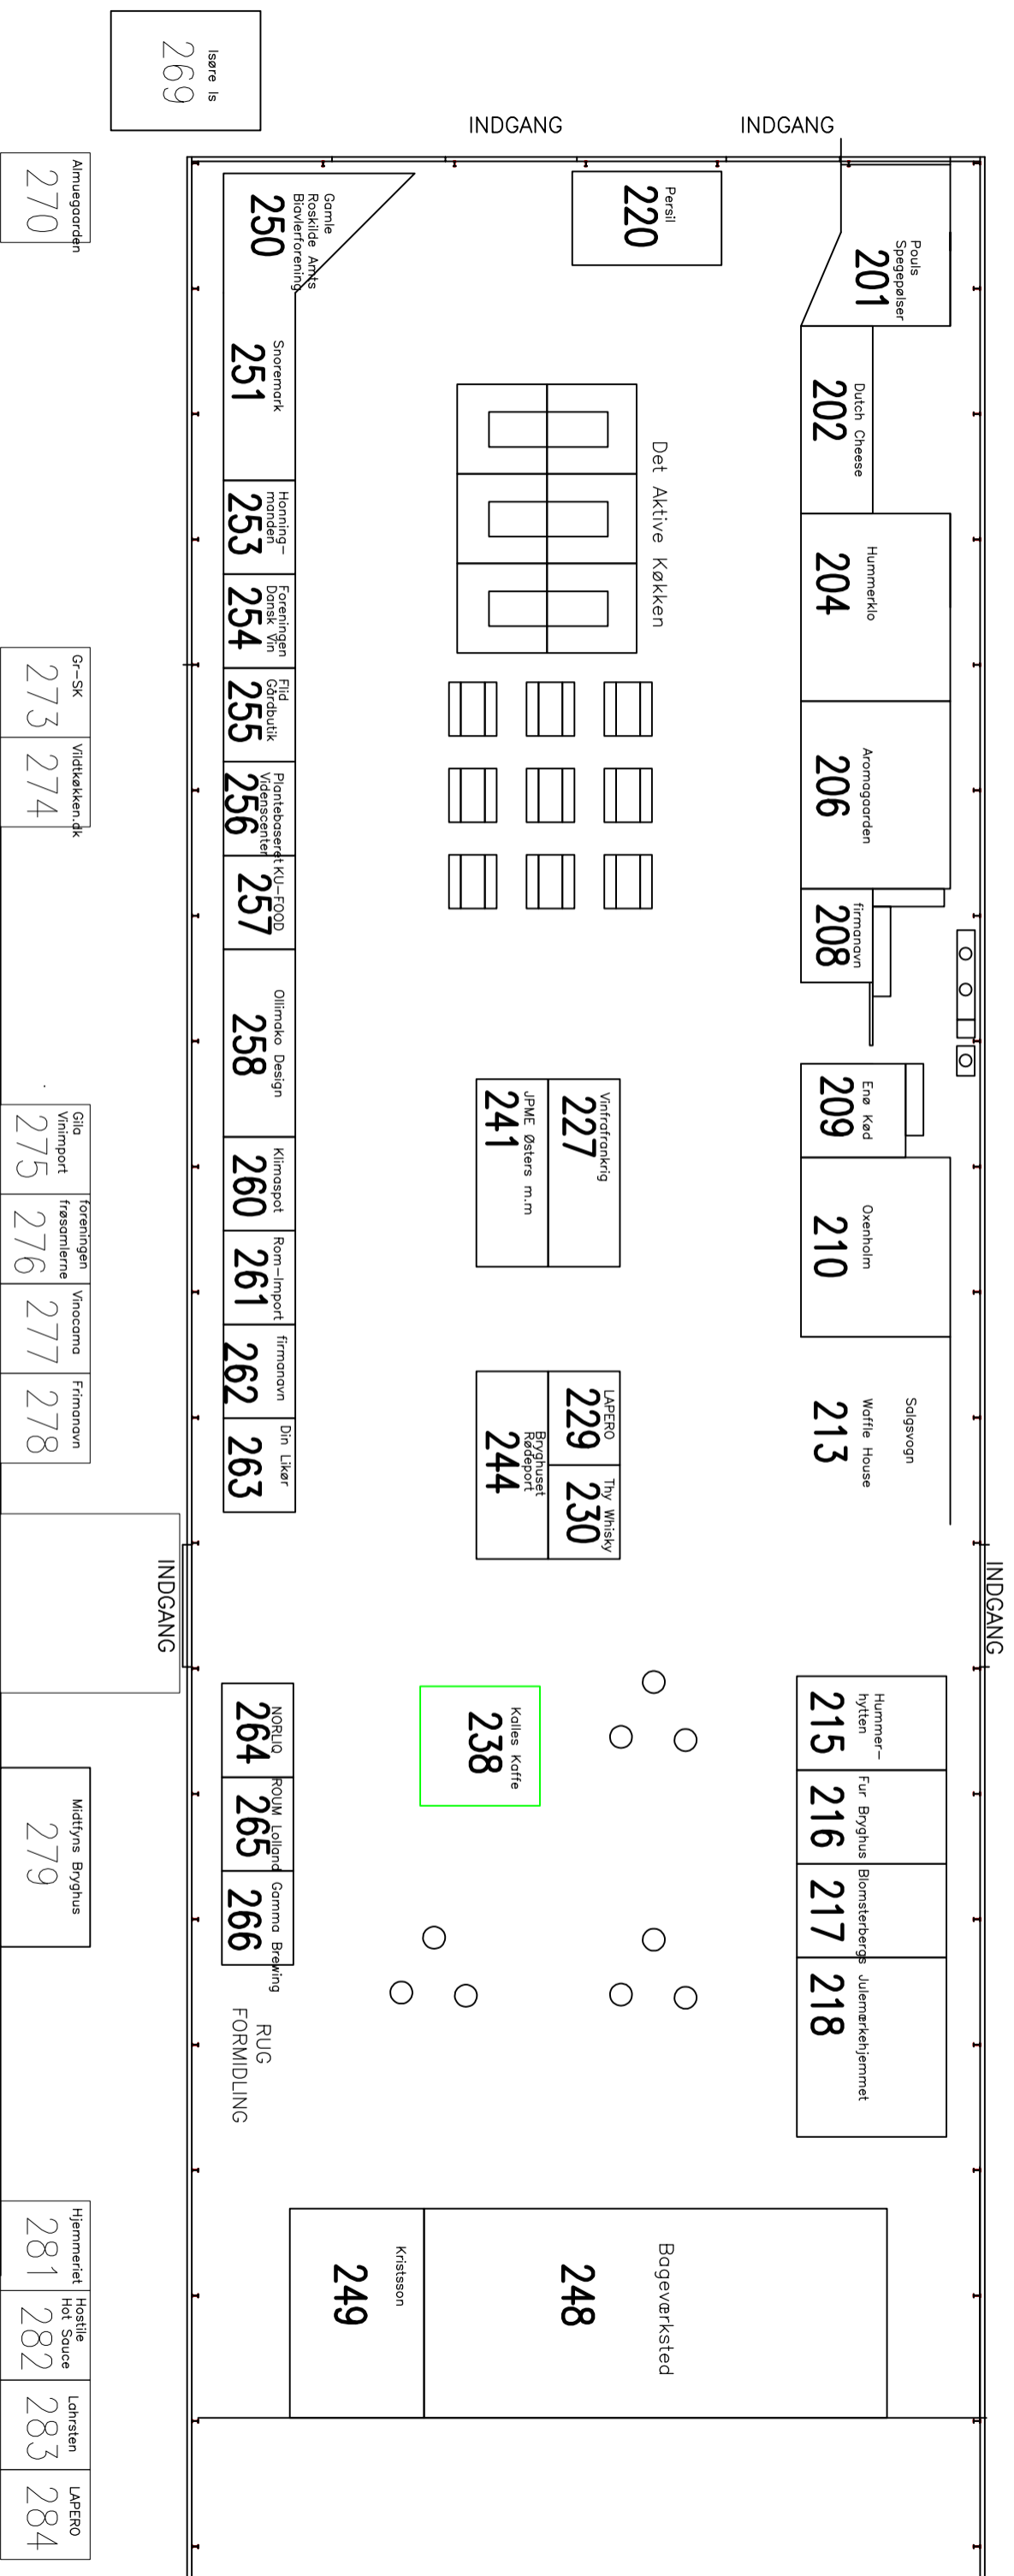 Isøre Is
269
INDGANG
INDGANG
Almuegaarden
270
Gamle
Roskilde Amts
Biavlerforening
250
Persil
220
Pouls
Spegepølser
201
Snoremark
251
Dutch Cheese
202
Det Aktive Køkken
Honning-
manden
253
Hummerklo
204
Foreningen
Dansk Vin
254
Gr-SK
273
Flid
Gårdbutik
255
Vildtkøkken.dk
274
Plantebaseret
Videnscenter
256
Aromagaarden
206
KU-FOOD
257
firmanavn
208
Ollimako Design
258
Enø Kød
209
Vinfrafrankrig
227
JPME Østers m.m
241
Gila
Vinimport
275
Klimaspot
260
foreningen
frøsamlerne
276
Oxenholm
210
Rom-Import
261
Vinocama
277
firmanavn
262
Frimanavn
278
LAPERO
229
Salgsvogn
Waffle House
213
Din Likør
263
Bryghuset
Rødeport
244
Thy Whisky
230
INDGANG
INDGANG
NORLIQ
264
Kalles Kaffe
238
Hummer-
hytten
215
ROUM Lolland
265
Fur Bryghus
216
Midtfyns Bryghus
279
Gamma Brewing
266
Blomsterbergs
217
Julemærkehjemmet
218
RUG
FORMIDLING
Hjemmeriet
281
Kristsson
249
Bageværksted
248
Hostile
Hot Sauce
282
Lahrsten
283
LAPERO
284